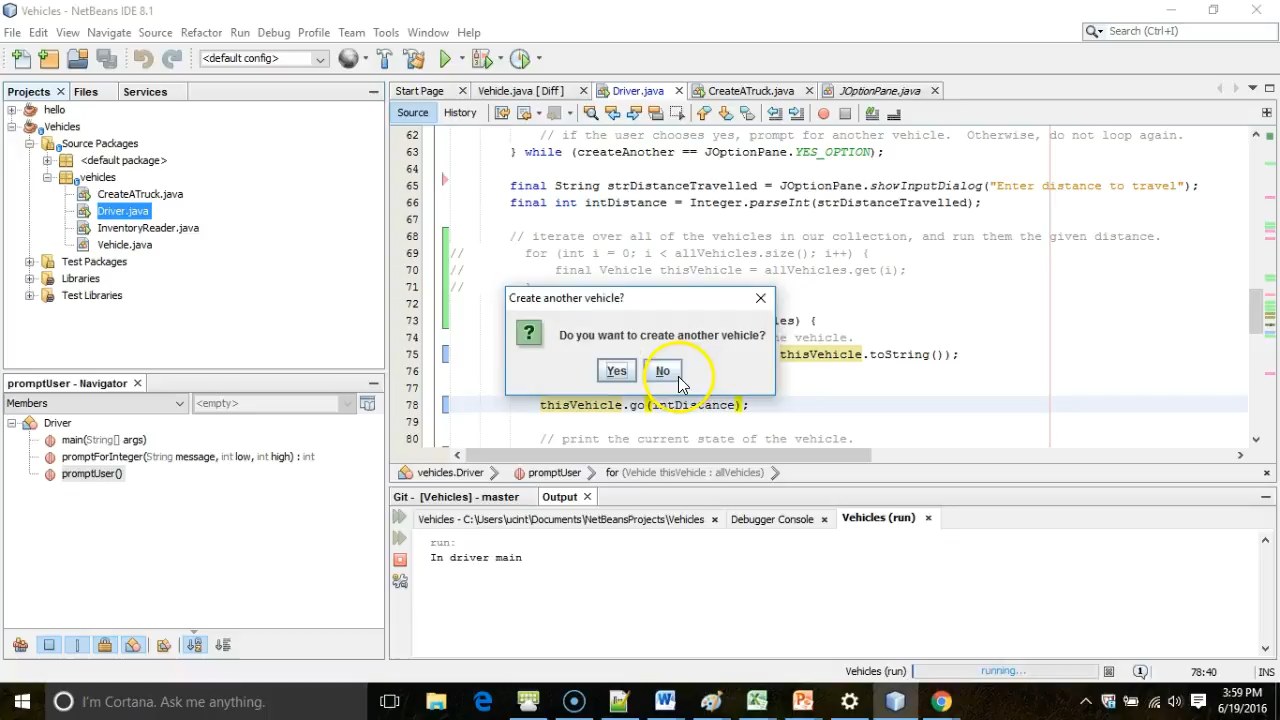 Vehicles - NetBeans IDE 8.1
File Edit View Navigate Source Refactor Run Debug Profile Team Tools Window Help
Search (Ctrl+I)
<default config>
Projects Files Services
hello
Vehicles
Source Packages
<default package>
vehicles
CreateATruck.java
Driver.java
InventoryReader.java
Vehicle.java
Test Packages
Libraries
Test Libraries
promptUser - Navigator
Members <empty>
Driver
main(String[] args)
promptForInteger(String message, int low, int high) : int
promptUser()
Start Page Vehicle.java [ Diff ] Driver.java CreateATruck.java JOptionPane.java
Source History
62 // if the user chooses yes, prompt for another vehicle. Otherwise, do not loop again.
63 } while (createAnother == JOptionPane.YES_OPTION);
64
65 final String strDistanceTravelled = JOptionPane.showInputDialog("Enter distance to travel");
66 final int intDistance = Integer.parseInt(strDistanceTravelled);
67
68 // iterate over all of the vehicles in our collection, and run them the given distance.
69 // for (int i = 0; i < allVehicles.size(); i++) {
70 // final Vehicle thisVehicle = allVehicles.get(i);
71 //
72
73 es) {
74 he vehicle.
75 thisVehicle.toString());
76
77
78 thisVehicle.go(intDistance);
79
80 // print the current state of the vehicle.
Create another vehicle?
Do you want to create another vehicle?
Yes No
vehicles.Driver promptUser for (Vehicle thisVehicle : allVehicles)
Git - [Vehicles] - master Output
Vehicles - C:\Users\ucint\Documents\NetBeansProjects\Vehicles Debugger Console Vehicles (run)
run:
In driver main
Vehicles (run) running... 1 78:40 INS
I'm Cortana. Ask me anything.
3:59 PM
6/19/2016